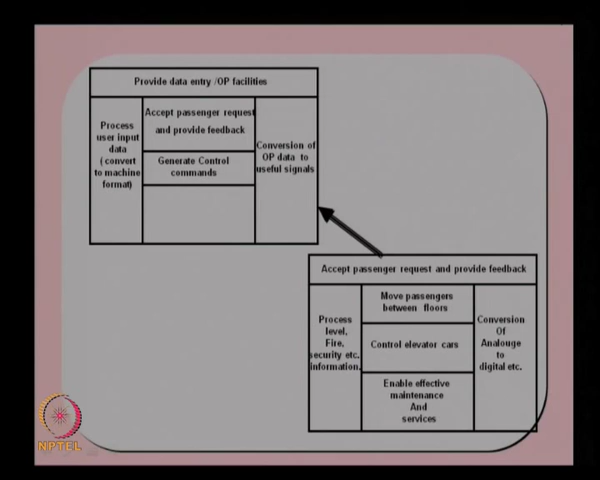 Provide data entry /OP facilities
Process
user input
data
( convert
to machine
format)
Accept passenger request
and provide feedback
Generate Control
commands
Conversion of
OP data to
useful signals
Accept passenger request and provide feedback
Process
level,
Fire,
security etc.
information.
Move passengers
between floors
Control elevator cars
Enable effective
maintenance
And
services
Conversion
Of
Analouge
to
digital etc.
NPTEL